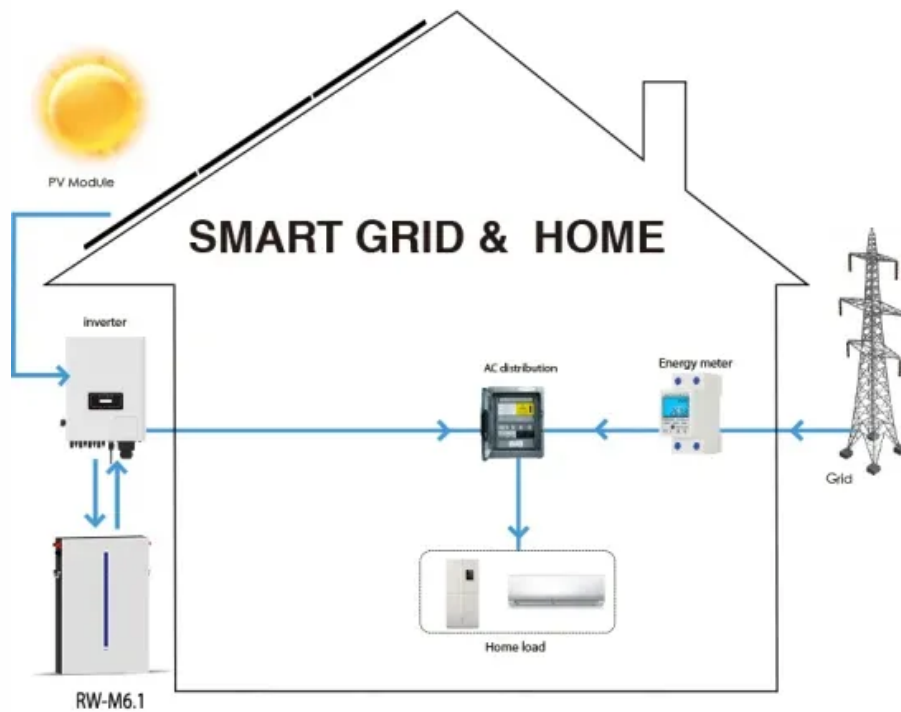 PV Module
SMART GRID & HOME
inverter
AC distribution
Energy meter
Grid
Home load
RW-M6.1